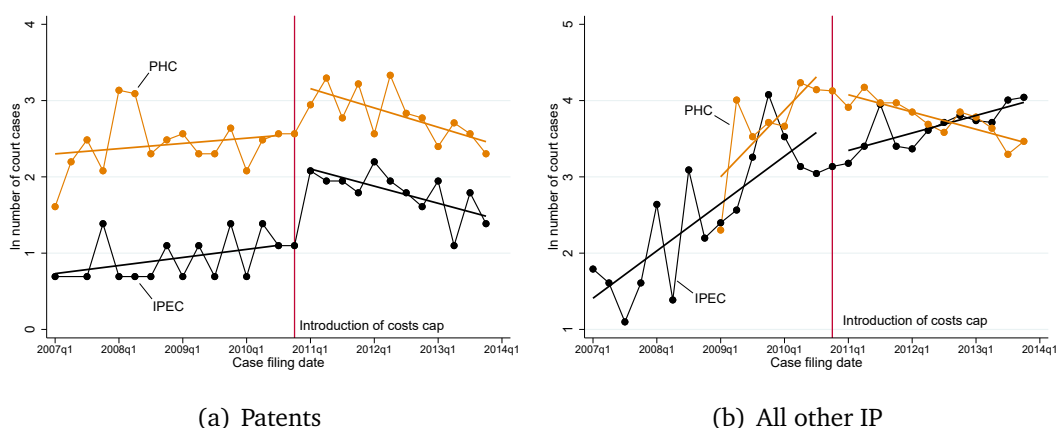 ln number of court cases
4
3
2
1
0
PHC
IPEC
Introduction of costs cap
2007q1 2008q1 2009q1 2010q1 2011q1 2012q1 2013q1 2014q1
Case filing date
(a) Patents
ln number of court cases
5
4
3
2
1
PHC
IPEC
Introduction of costs cap
2007q1 2008q1 2009q1 2010q1 2011q1 2012q1 2013q1 2014q1
Case filing date
(b) All other IP